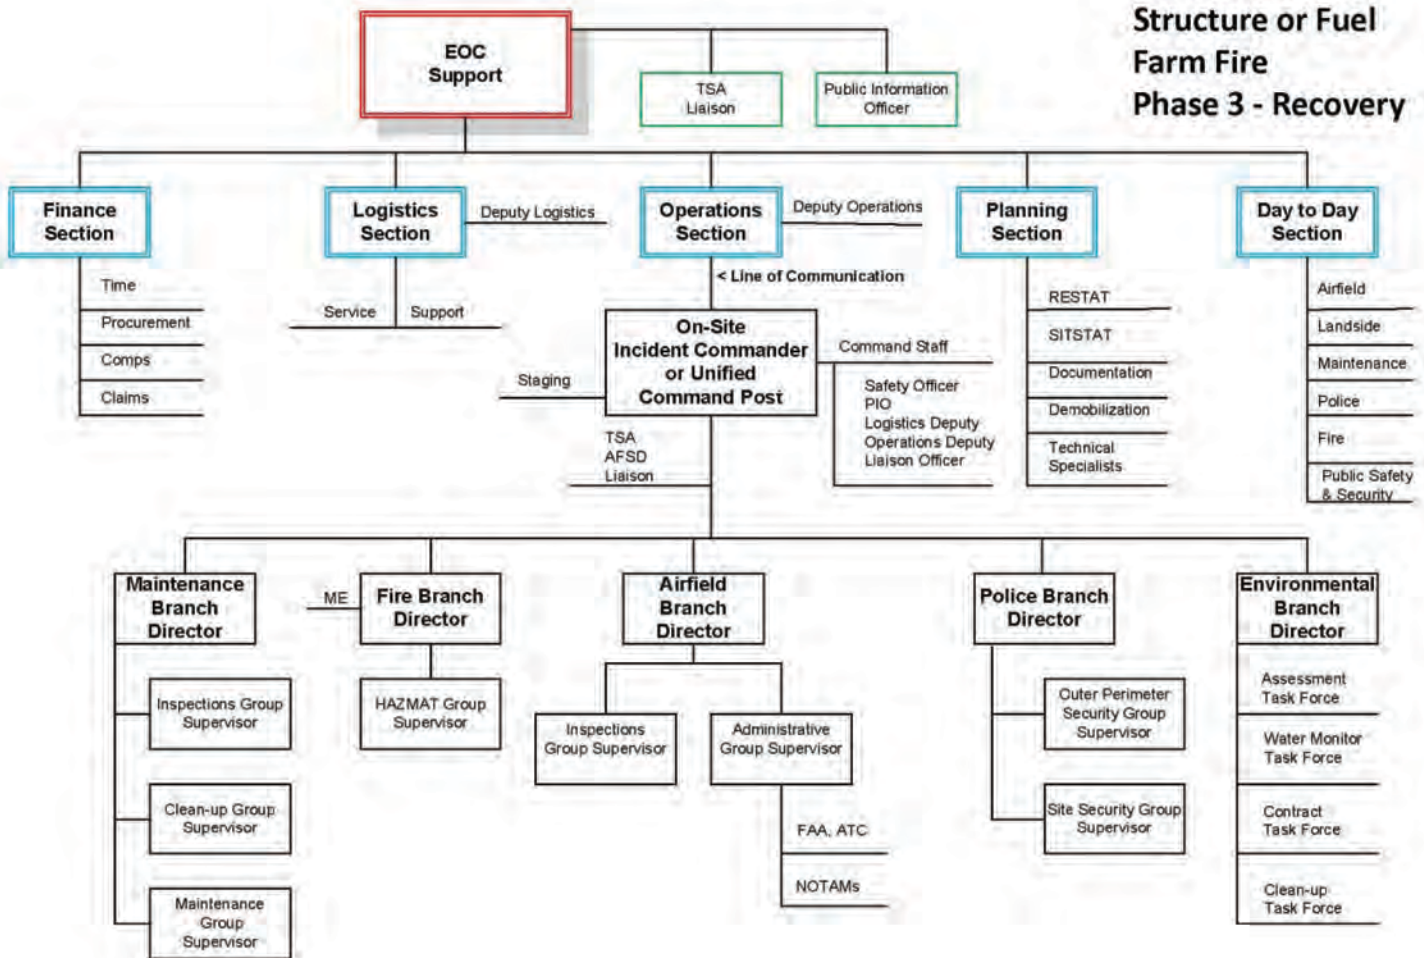 Structure or Fuel
Farm Fire
Phase 3 - Recovery
EOC
Support
TSA
Liaison
Public Information
Officer
Finance
Section
Logistics
Section
Deputy Logistics
Operations
Section
Deputy Operations
Planning
Section
Day to Day
Section
Time
Procurement
Comps
Claims
Service
Support
< Line of Communication
On-Site
Incident Commander
or Unified
Command Post
Staging
Command Staff
Safety Officer
PIO
Logistics Deputy
Operations Deputy
Liaison Officer
TSA
AFSD
Liaison
RESTAT
SITSTAT
Documentation
Demobilization
Technical
Specialists
Airfield
Landside
Maintenance
Police
Fire
Public Safety
& Security
Maintenance
Branch
Director
ME
Fire Branch
Director
Airfield
Branch
Director
Police Branch
Director
Environmental
Branch
Director
Inspections Group
Supervisor
Clean-up Group
Supervisor
Maintenance
Group
Supervisor
HAZMAT Group
Supervisor
Inspections
Group Supervisor
Administrative
Group Supervisor
FAA, ATC
NOTAMs
Outer Perimeter
Security Group
Supervisor
Site Security Group
Supervisor
Assessment
Task Force
Water Monitor
Task Force
Contract
Task Force
Clean-up
Task Force